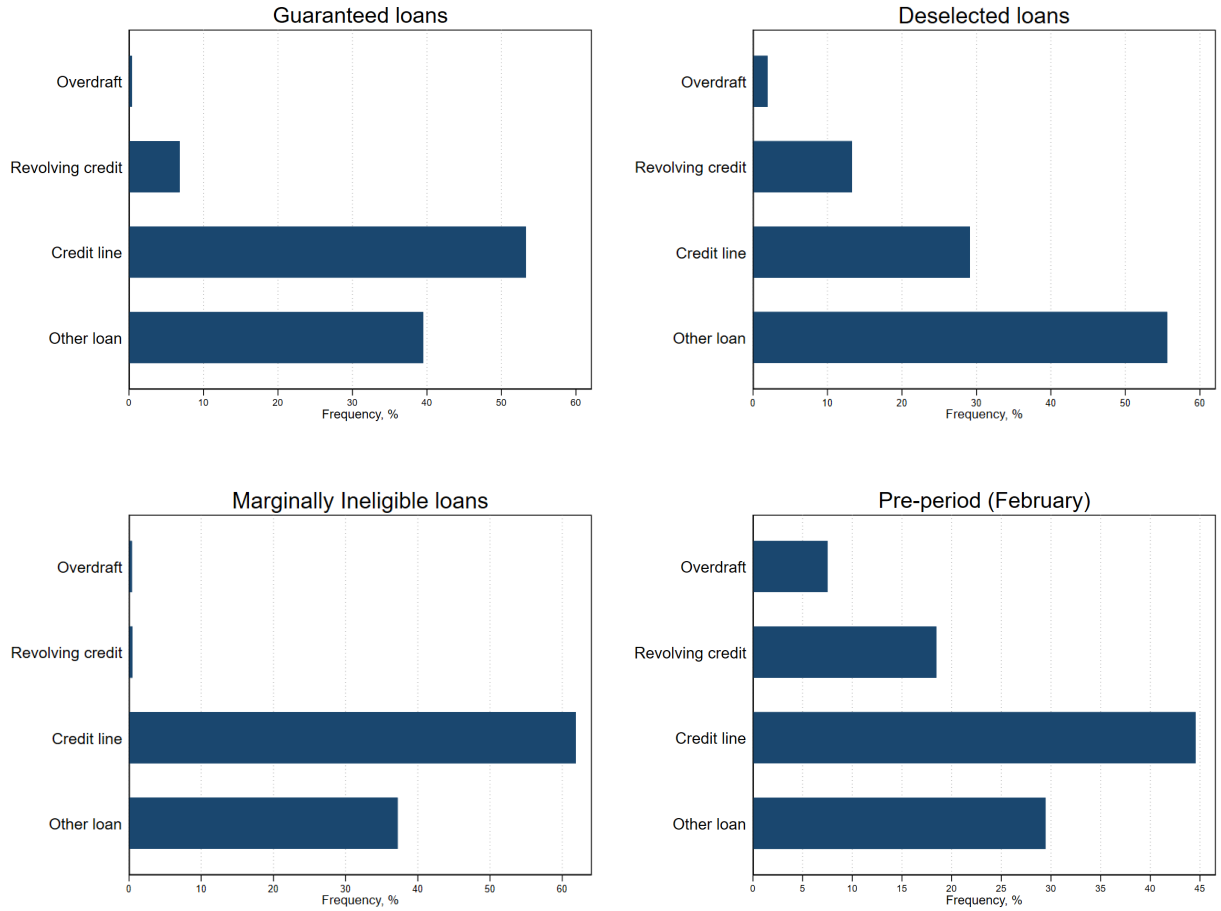 Guaranteed loans
Overdraft
Revolving credit
Credit line
Other loan
0 10 20 30 40 50 60
Frequency, %
Deselected loans
Overdraft
Revolving credit
Credit line
Other loan
0 10 20 30 40 50 60
Frequency, %
Marginally Ineligible loans
Overdraft
Revolving credit
Credit line
Other loan
0 10 20 30 40 50 60
Frequency, %
Pre-period (February)
Overdraft
Revolving credit
Credit line
Other loan
0 5 10 15 20 25 30 35 40 45
Frequency, %